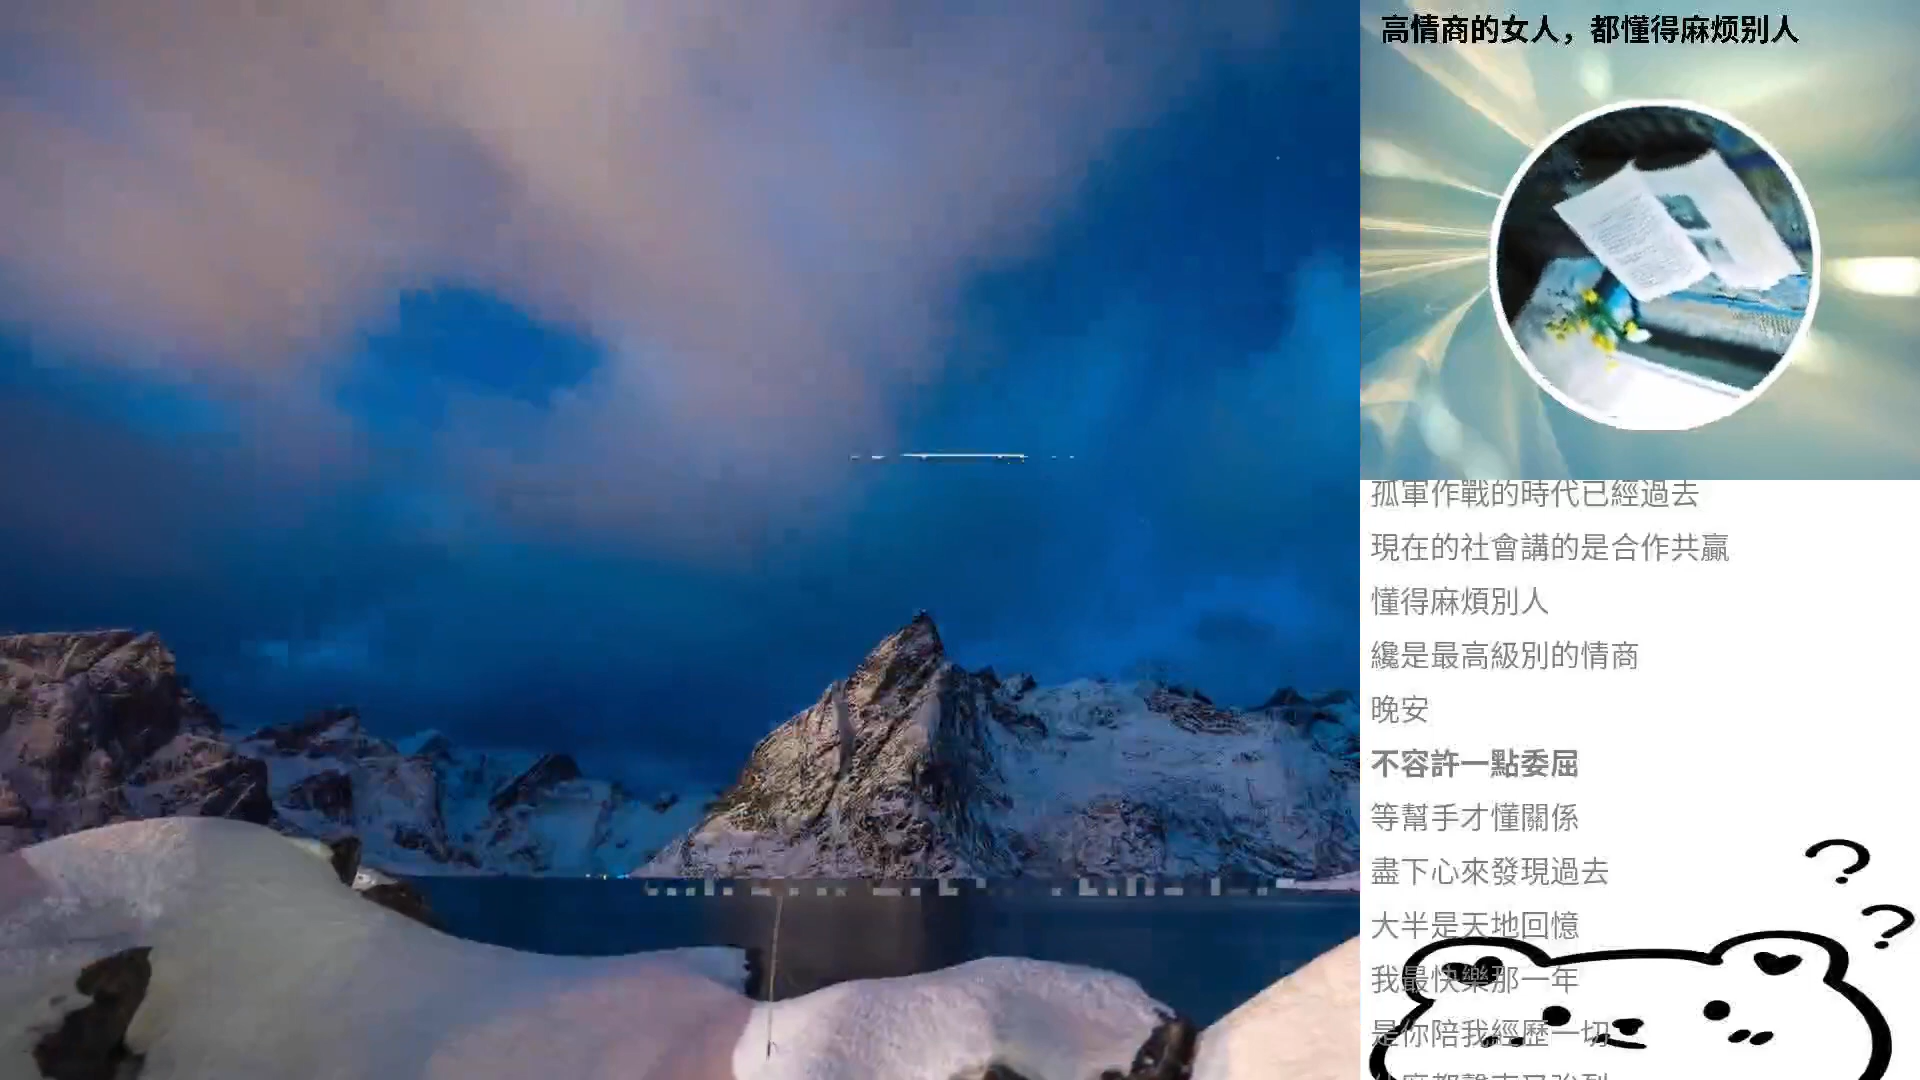 高情商的女人，都懂得麻烦别人
孤軍作戰的時代已經過去
現在的社會講的是合作共贏
懂得麻煩別人
纔是最高級別的情商
晚安
不容許一點委屈
等幫手才懂關係
盡下心來發現過去
大半是天地回憶
我最快樂那一年
是你陪我經歷一切